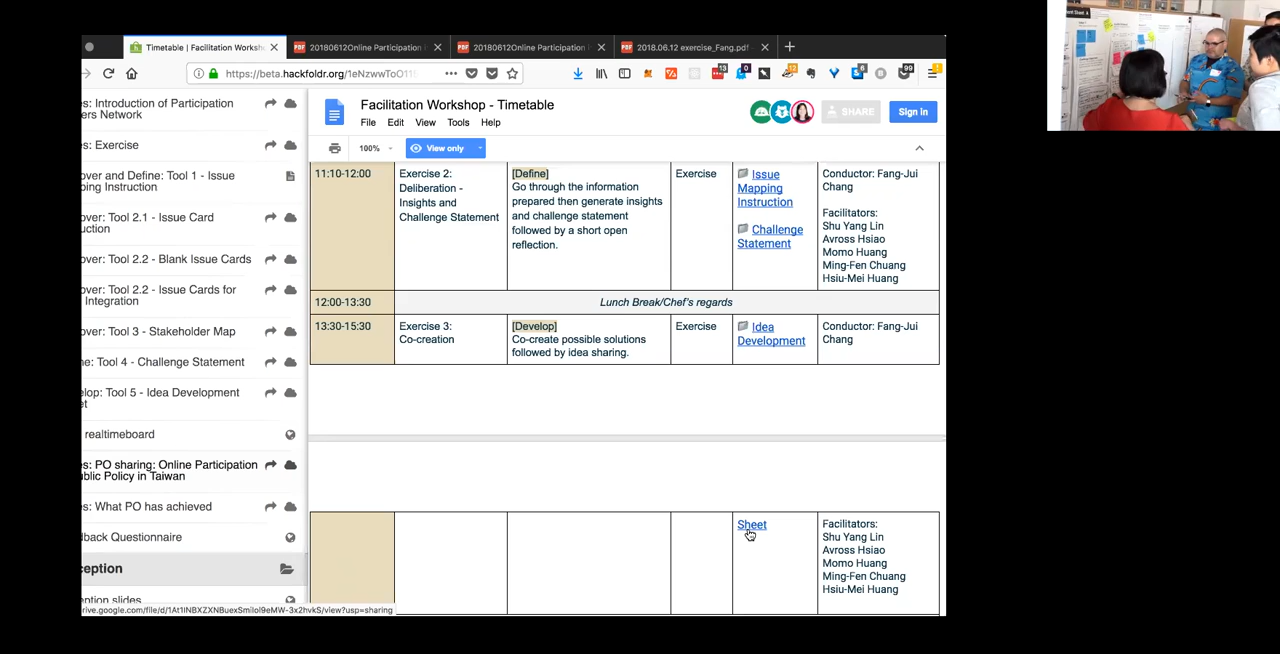 Timetable | Facilitation Worksh
20180612Online Participation
20180612Online Participation
2018.06.12 exercise_Fang.pdf
https://beta.hackfoldr.org/1eNzwwTo
es: Introduction of Participation
ers Network
es: Exercise
over and Define: Tool 1 - Issue
ping Instruction
over: Tool 2.1 - Issue Card
uction
over: Tool 2.2 - Blank Issue Cards
over: Tool 2.2 - Issue Cards for
Integration
over: Tool 3 - Stakeholder Map
ne: Tool 4 - Challenge Statement
elop: Tool 5 - Idea Development
et
realtimeboard
es: PO sharing: Online Participation
ublic Policy in Taiwan
es: What PO has achieved
dback Questionnaire
ception
ention slides
Facilitation Workshop - Timetable
File Edit View Tools Help
SHARE
Sign in
100%
View only
11:10-12:00
Exercise 2:
Deliberation -
Insights and
Challenge Statement
[Define]
Go through the information
prepared then generate insights
and challenge statement
followed by a short open
reflection.
Exercise
Issue
Mapping
Instruction
Challenge
Statement
Conductor: Fang-Jui
Chang
Facilitators:
Shu Yang Lin
Avross Hsiao
Momo Huang
Ming-Fen Chuang
Hsiu-Mei Huang
12:00-13:30
Lunch Break/Chef's regards
13:30-15:30
Exercise 3:
Co-creation
[Develop]
Co-create possible solutions
followed by idea sharing.
Exercise
Idea
Development
Conductor: Fang-Jui
Chang
Sheet
Facilitators:
Shu Yang Lin
Avross Hsiao
Momo Huang
Ming-Fen Chuang
Hsiu-Mei Huang